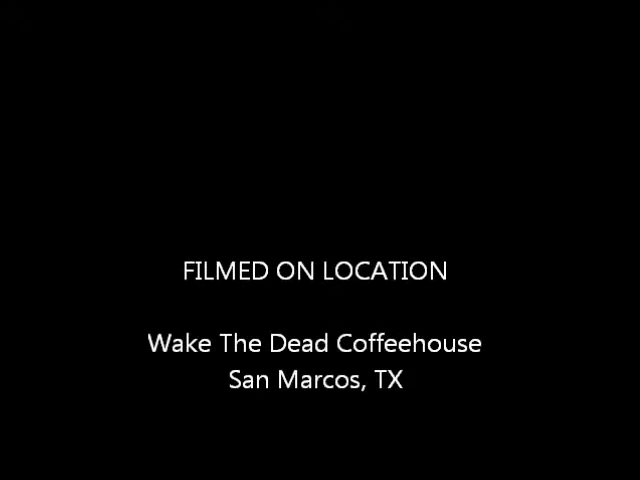 FILMED ON LOCATION
Wake The Dead Coffeehouse
San Marcos, TX